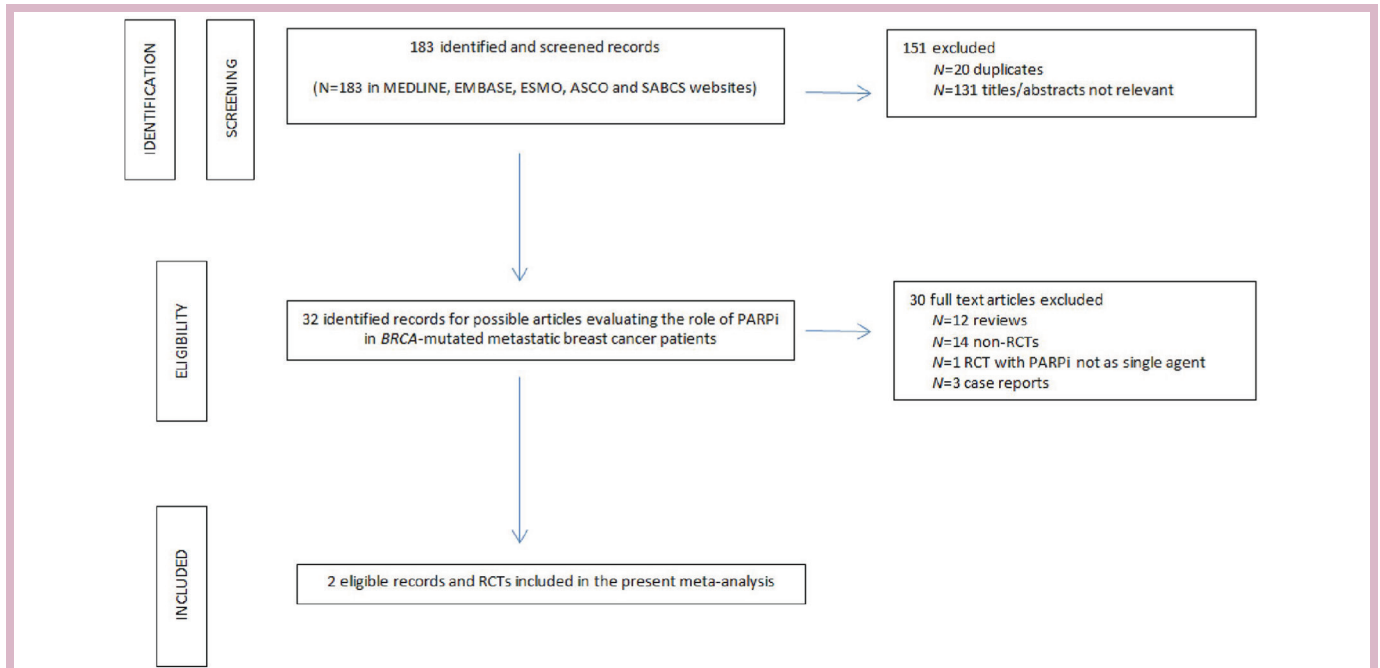 IDENTIFICATION
SCREENING
183 identified and screened records
(N=183 in MEDLINE, EMBASE, ESMO, ASCO and SABCS websites)
151 excluded
N=20 duplicates
N=131 titles/abstracts not relevant
ELIGIBILITY
32 identified records for possible articles evaluating the role of PARPi
in BRCA-mutated metastatic breast cancer patients
30 full text articles excluded
N=12 reviews
N=14 non-RCTs
N=1 RCT with PARPi not as single agent
N=3 case reports
INCLUDED
2 eligible records and RCTs included in the present meta-analysis